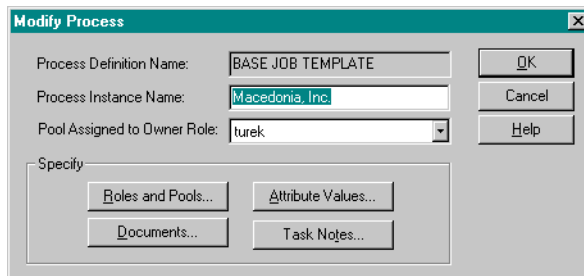 Modify Process
Process Definition Name: BASE JOB TEMPLATE
OK
Process Instance Name: Macedonia, Inc.
Cancel
Pool Assigned to Owner Role: turek
Help
Specify
Roles and Pools... Attribute Values...
Documents... Task Notes...